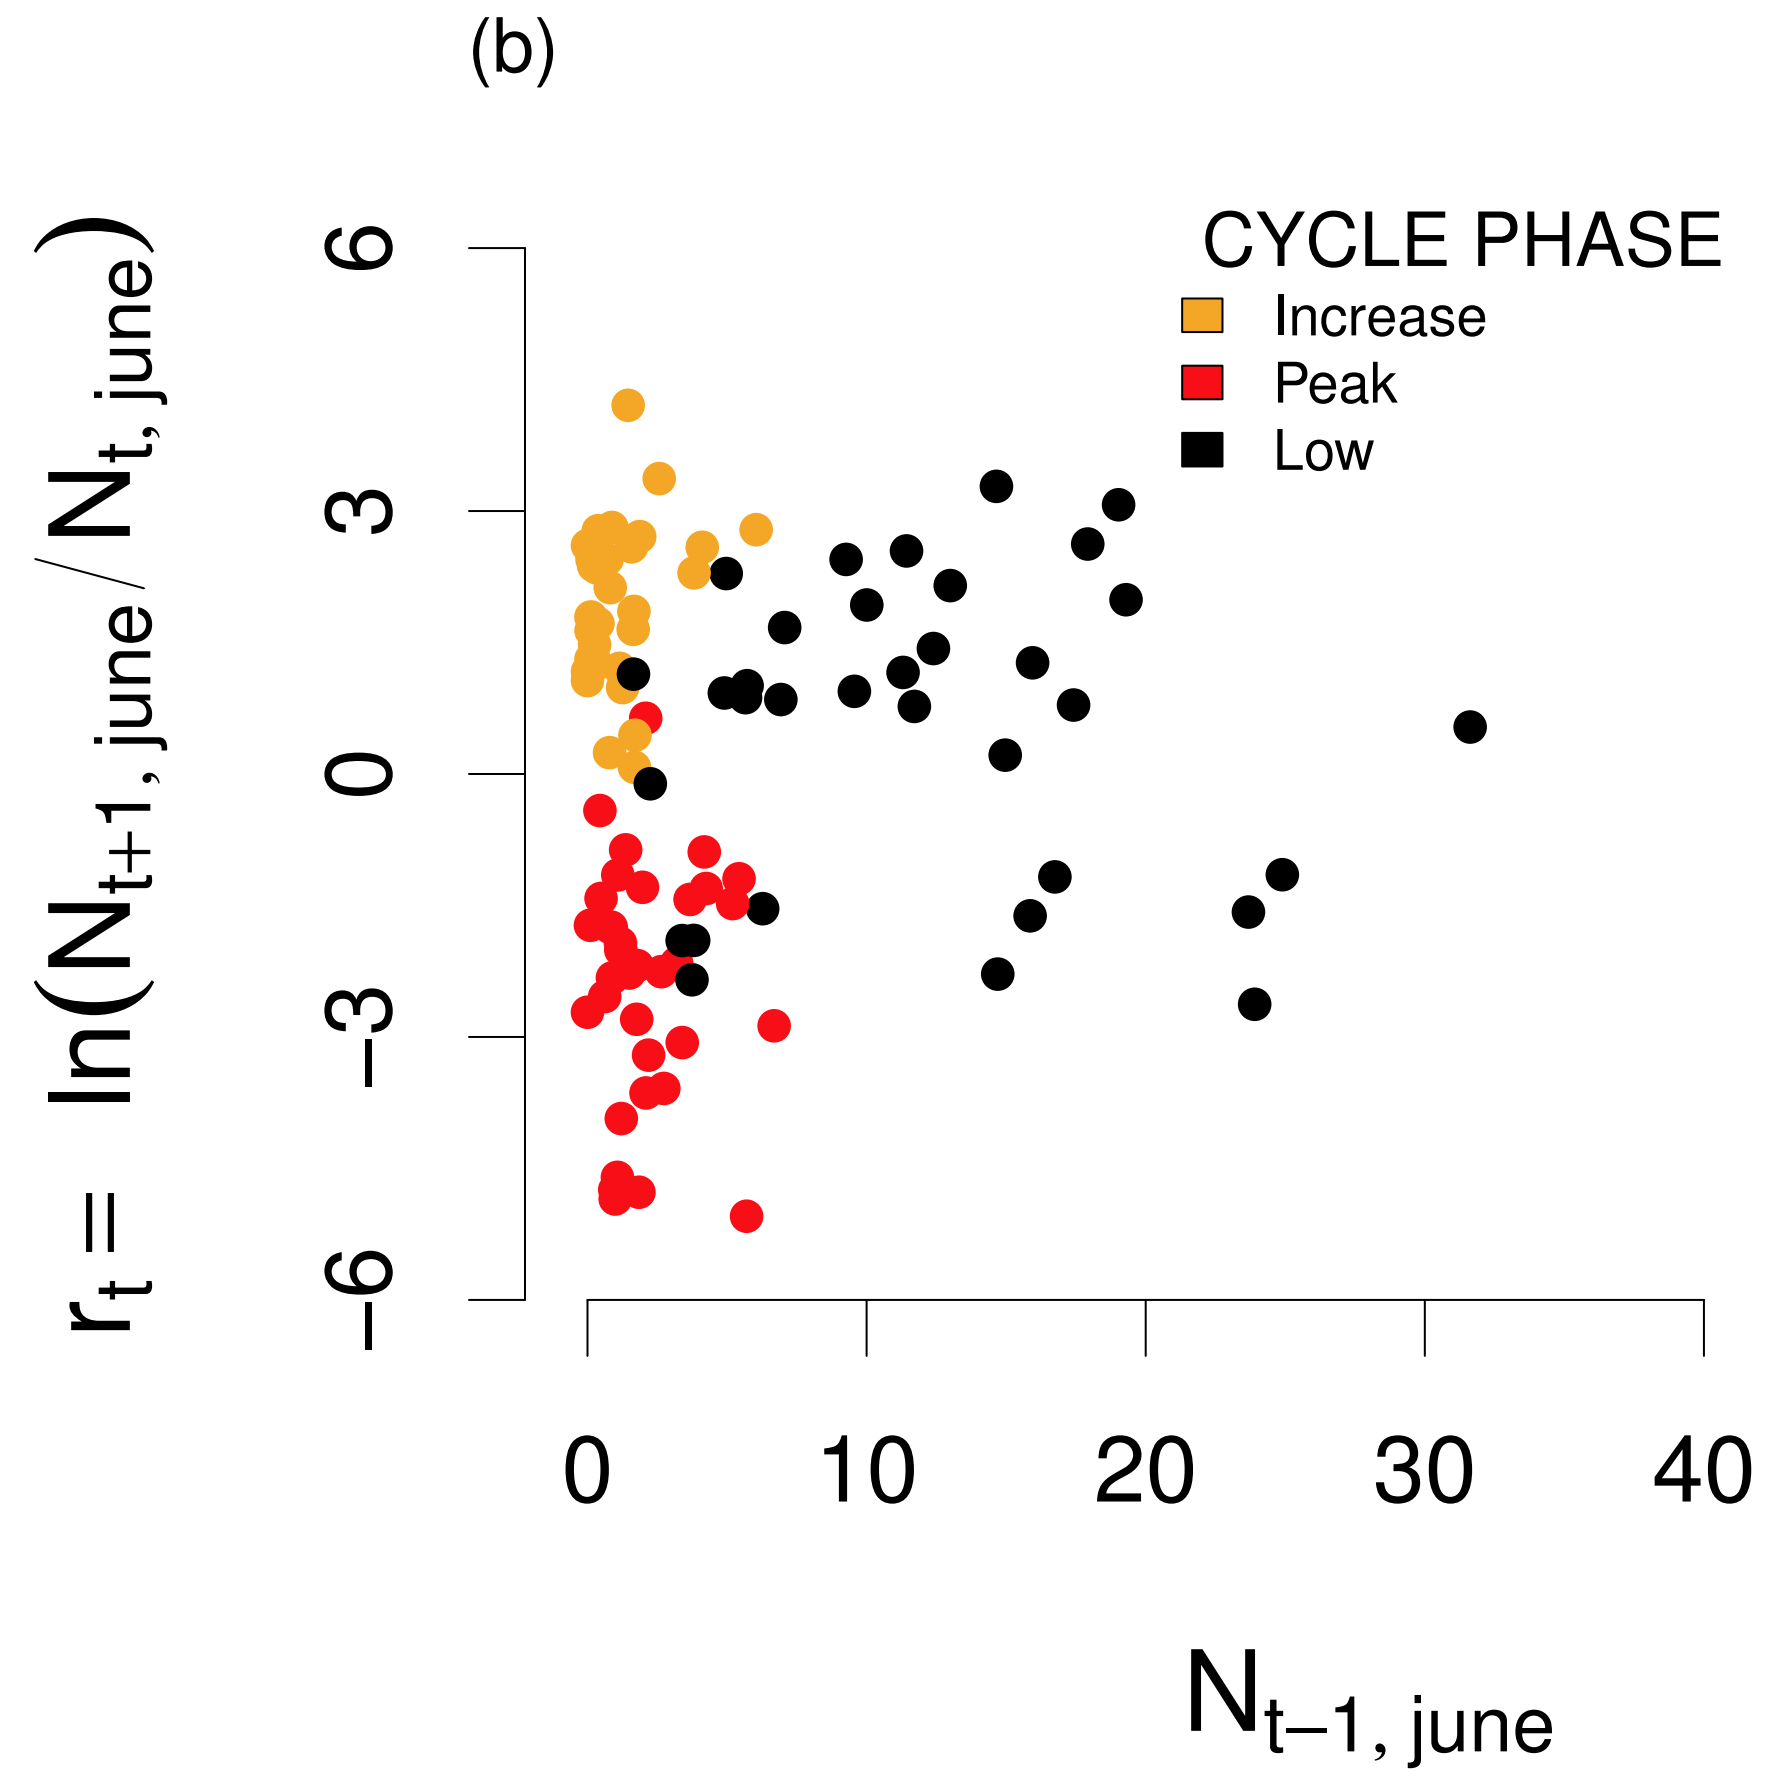 (b)
r_t = ln(N_t+1, june / N_t, june)
6
3
0
−3
−6
CYCLE PHASE
Increase
Peak
Low
0 10 20 30 40
N_t−1, june